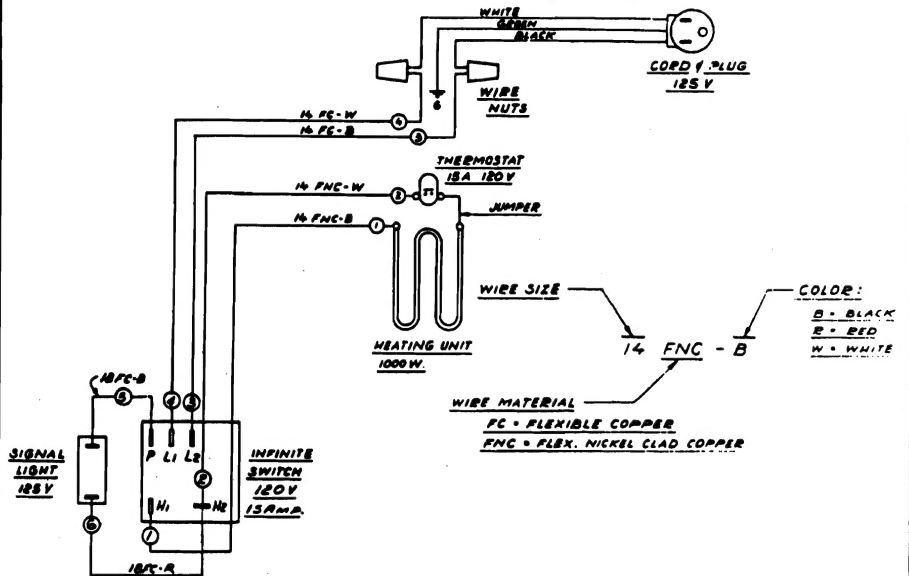 WHITE
GREEN
BLACK
CORD & PLUG
125 V
WIRE
NUTS
G
14 FC-W
4
14 FC-B
3
THERMOSTAT
15A 120V
14 FNC-W
2
JUMPER
14 FNC-B
1
HEATING UNIT
1000 W.
WIRE SIZE
COLOR:
B = BLACK
R = RED
W = WHITE
14 FNC - B
WIRE MATERIAL
FC = FLEXIBLE COPPER
FNC = FLEX. NICKEL CLAD COPPER
18FC-B
5
4
3
P L1 L2
SIGNAL
LIGHT
125V
INFINITE
SWITCH
120V
15AMP.
2
H1
H2
6
1
18FC-R